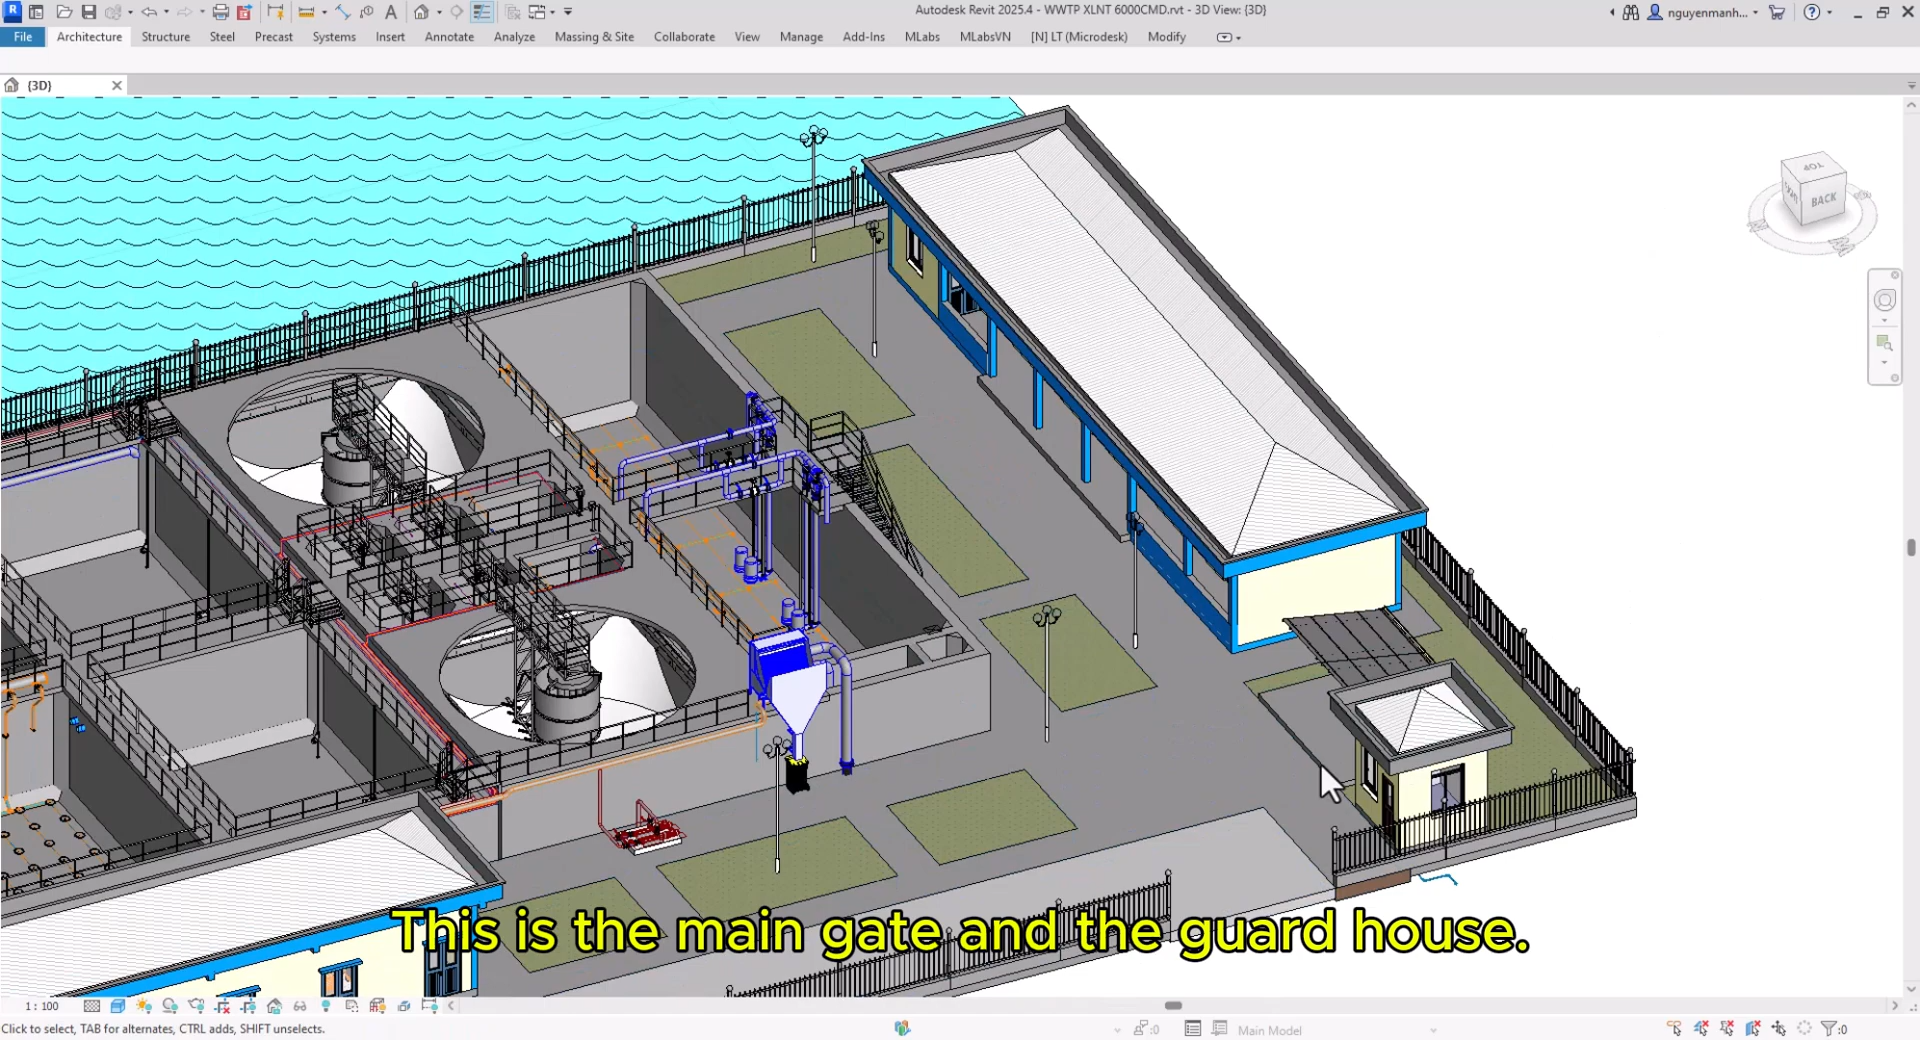 Autodesk Revit 2025.4 - WWTP XLNT 6000CMD.rvt - 3D View: {3D}
nguyenmanh...
File Architecture Structure Steel Precast Systems Insert Annotate Analyze Massing & Site Collaborate View Manage Add-Ins MLabs MLabsVN [N] LT (Microdesk) Modify
{3D}
TOP
BACK
This is the main gate and the guard house.
1 : 100
Click to select, TAB for alternates, CTRL adds, SHIFT unselects.
:0
Main Model
:0